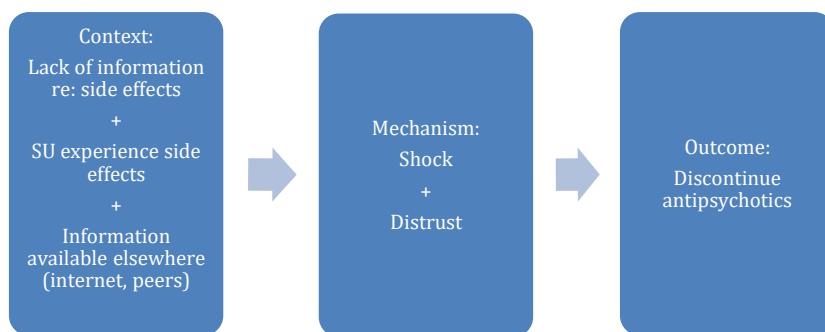 Context:
Lack of information
re: side effects
+
SU experience side
effects
+
Information
available elsewhere
(internet, peers)
Mechanism:
Shock
+
Distrust
Outcome:
Discontinue
antipsychotics